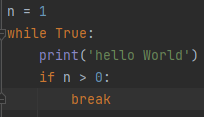 n = 1
while True:
    print('hello World')
    if n > 0:
        break